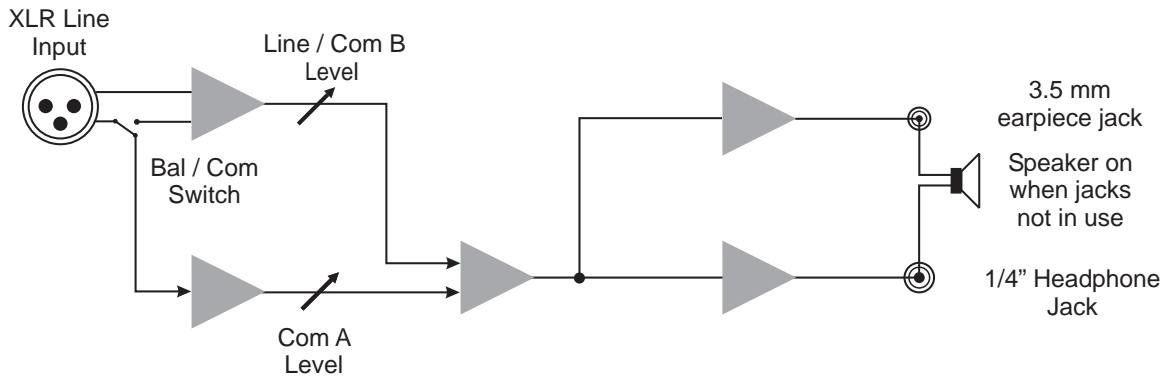 XLR Line
Input
Line / Com B
Level
Bal / Com
Switch
Com A
Level
3.5 mm
earpiece jack
Speaker on
when jacks
not in use
1/4” Headphone
Jack